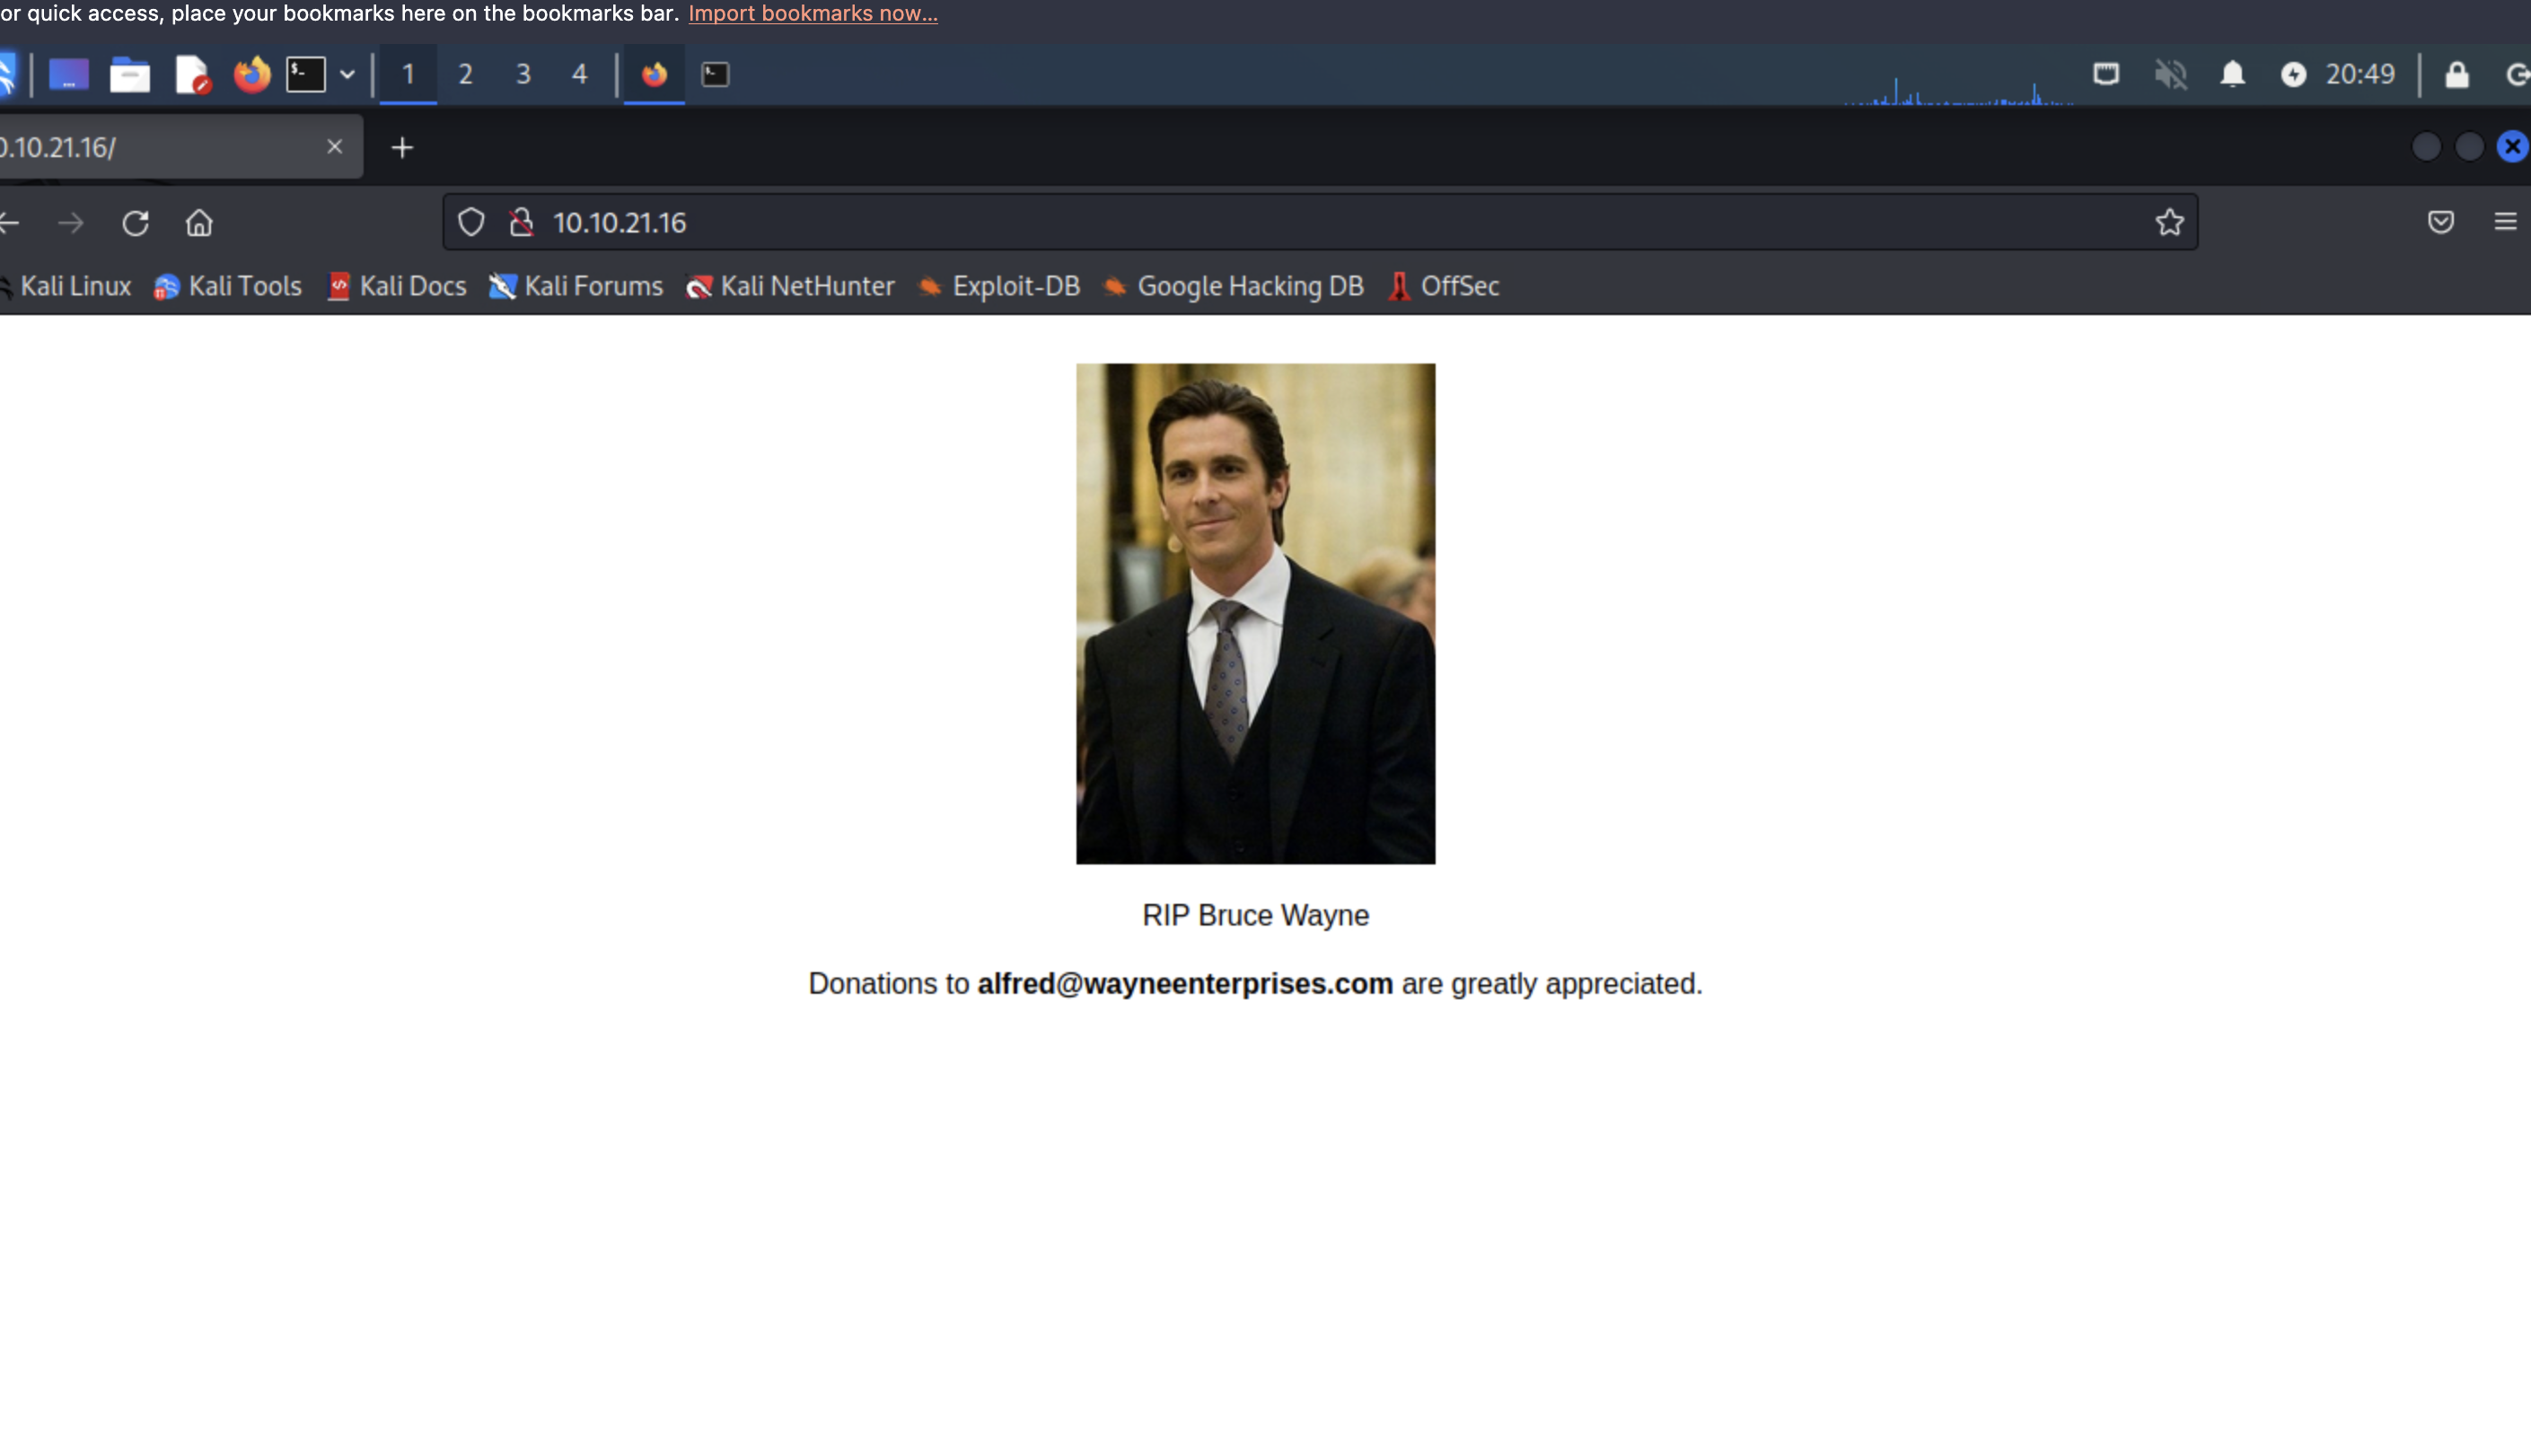 or quick access, place your bookmarks here on the bookmarks bar. Import bookmarks now...
1 2 3 4 20:49
0.10.21.16/
10.10.21.16
Kali Linux Kali Tools Kali Docs Kali Forums Kali NetHunter Exploit-DB Google Hacking DB OffSec
RIP Bruce Wayne
Donations to alfred@wayneenterprises.com are greatly appreciated.